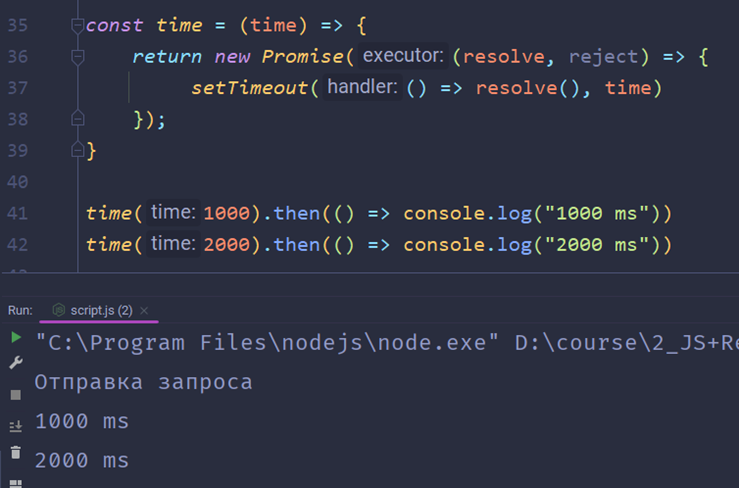 35 const time = (time) => {
36 return new Promise( executor: (resolve, reject) => {
37 setTimeout( handler: () => resolve(), time)
38 });
39 }
40
41 time( time: 1000).then(() => console.log("1000 ms"))
42 time( time: 2000).then(() => console.log("2000 ms"))
Run: script.js (2) ×
"C:\Program Files\nodejs\node.exe" D:\course\2_JS+Re
Отправка запроса
1000 ms
2000 ms